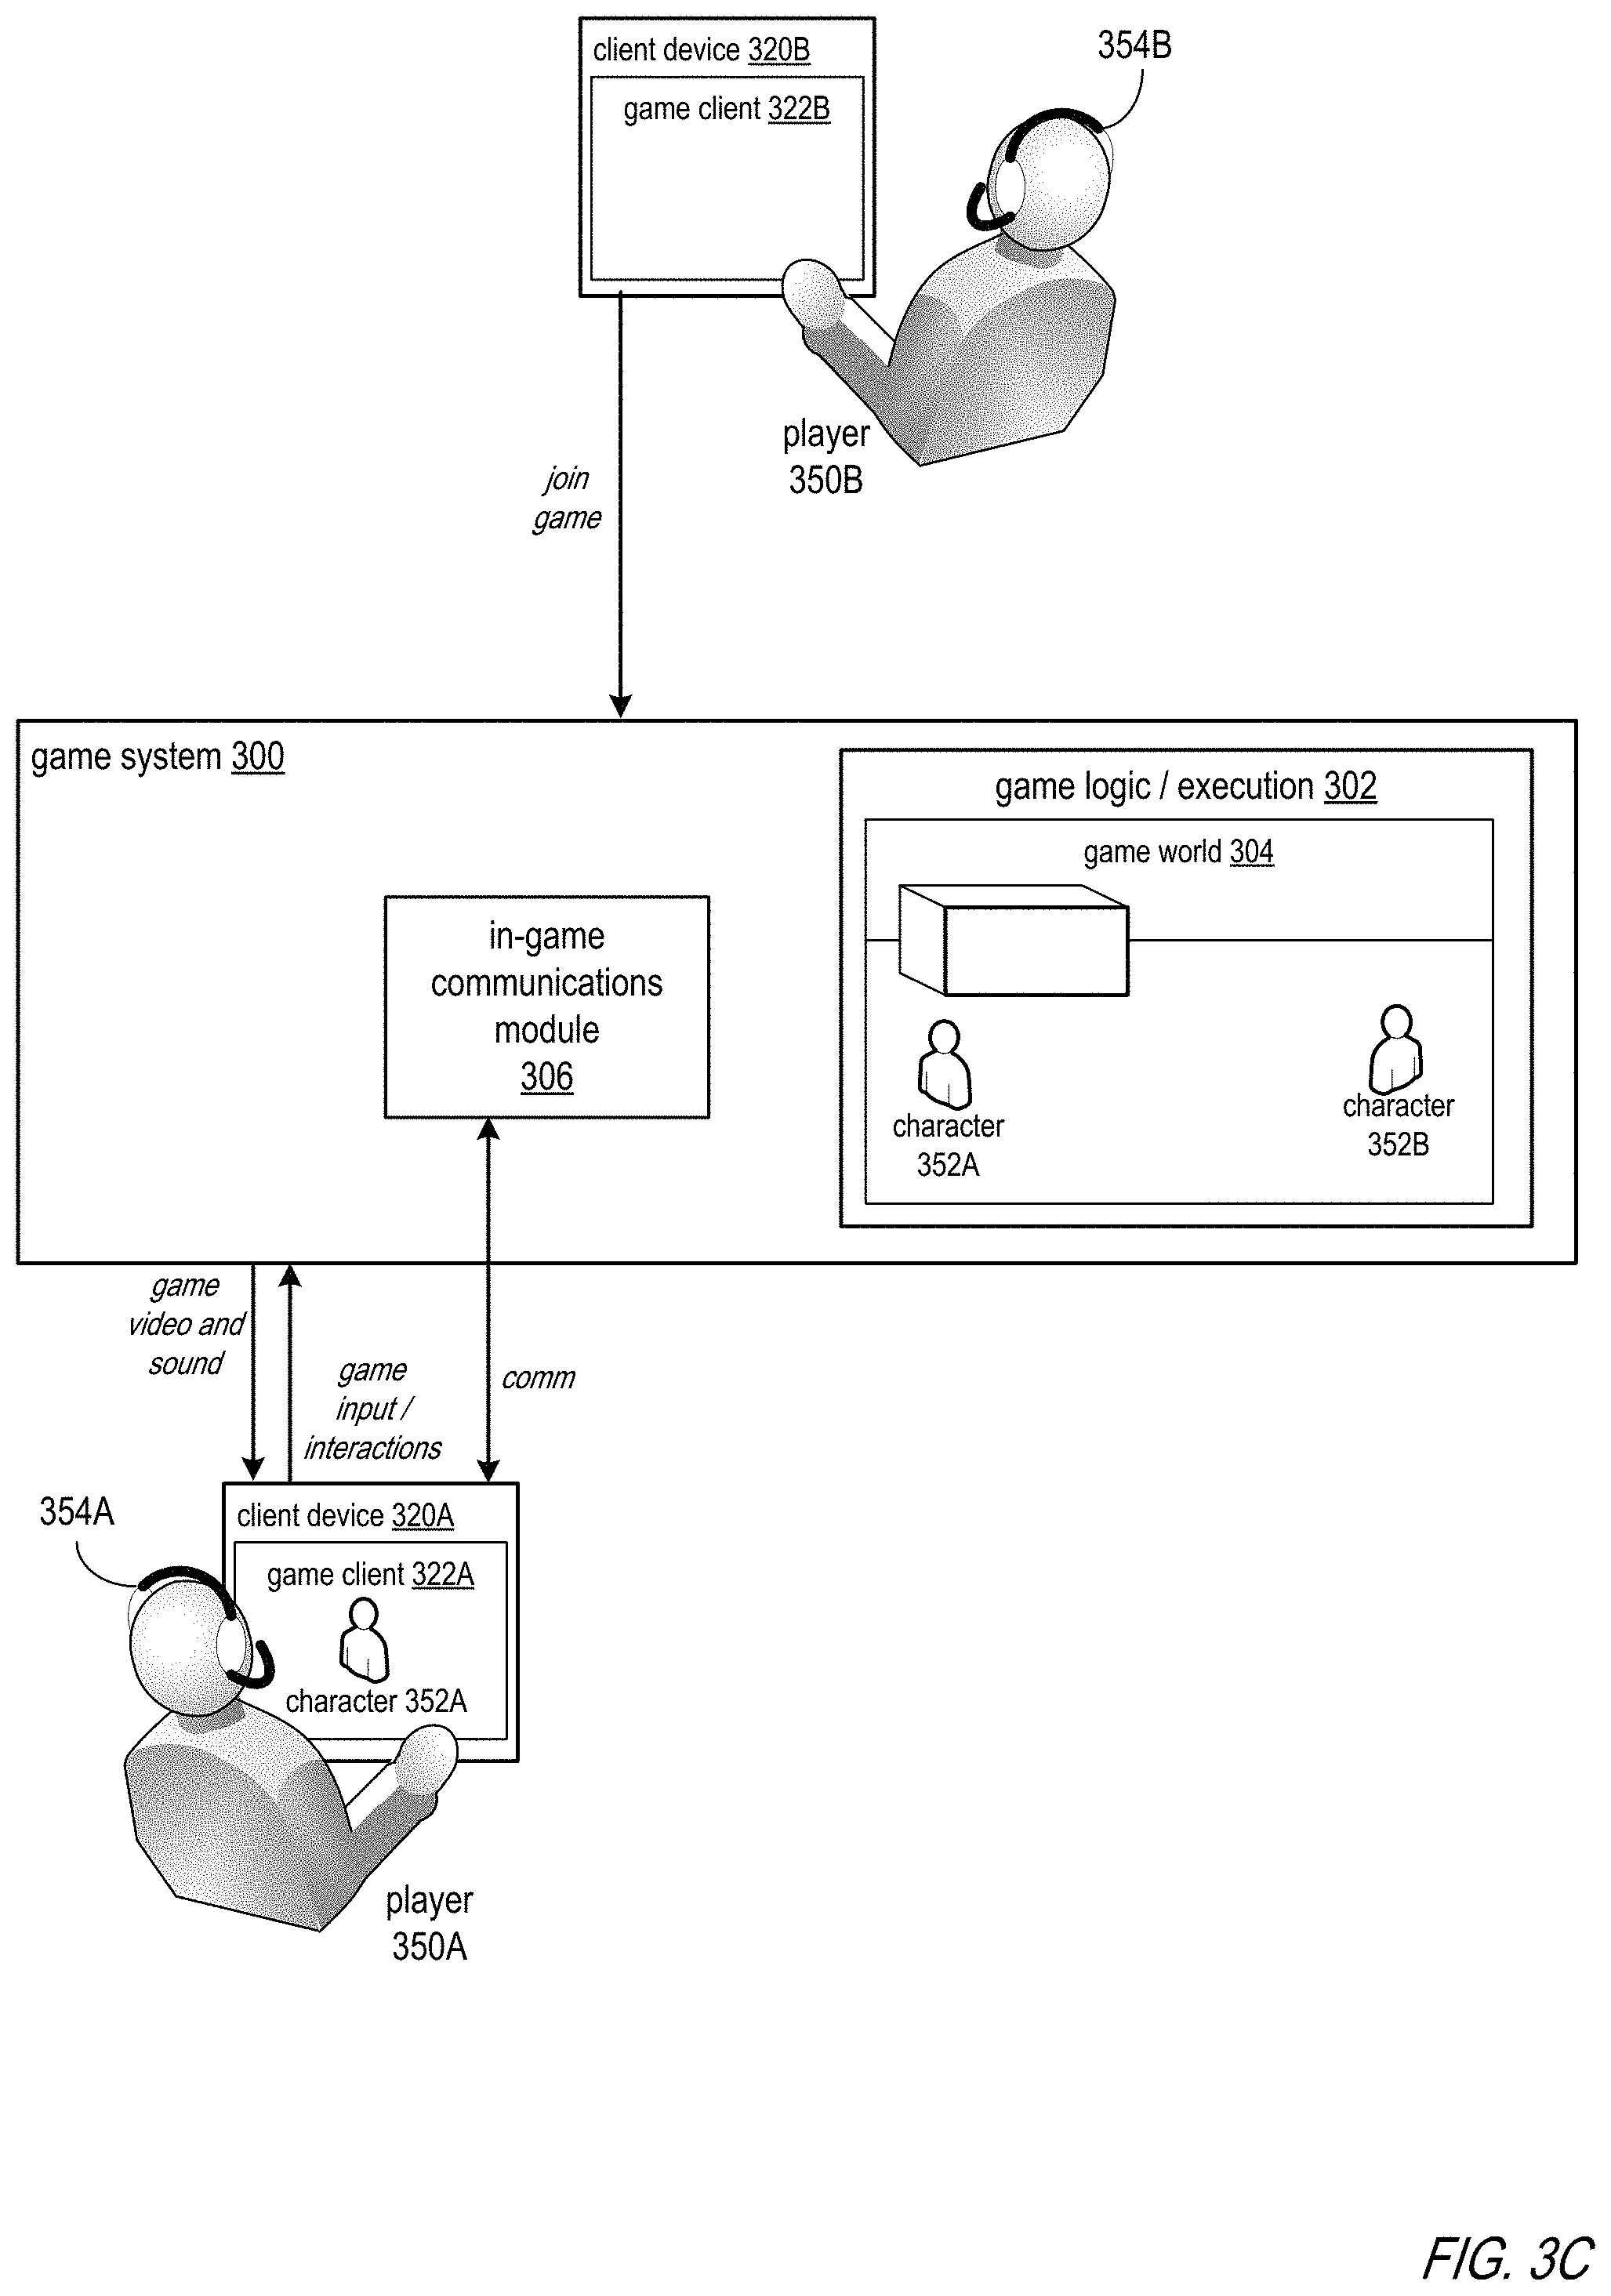 client device 320B
354B
game client 322B
player
350B
join
game
game system 300
game logic / execution 302
game world 304
in-game
communications
module
306
character
352A
character
352B
game
video and
sound
game
input /
interactions
comm
354A
client device 320A
game client 322A
character 352A
player
350A
FIG. 3C